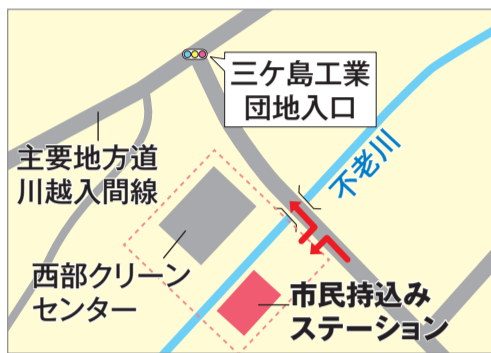 三ケ島工業
団地入口
主要地方道
川越入間線
不老川
西部クリーン
センター
市民持込み
ステーション